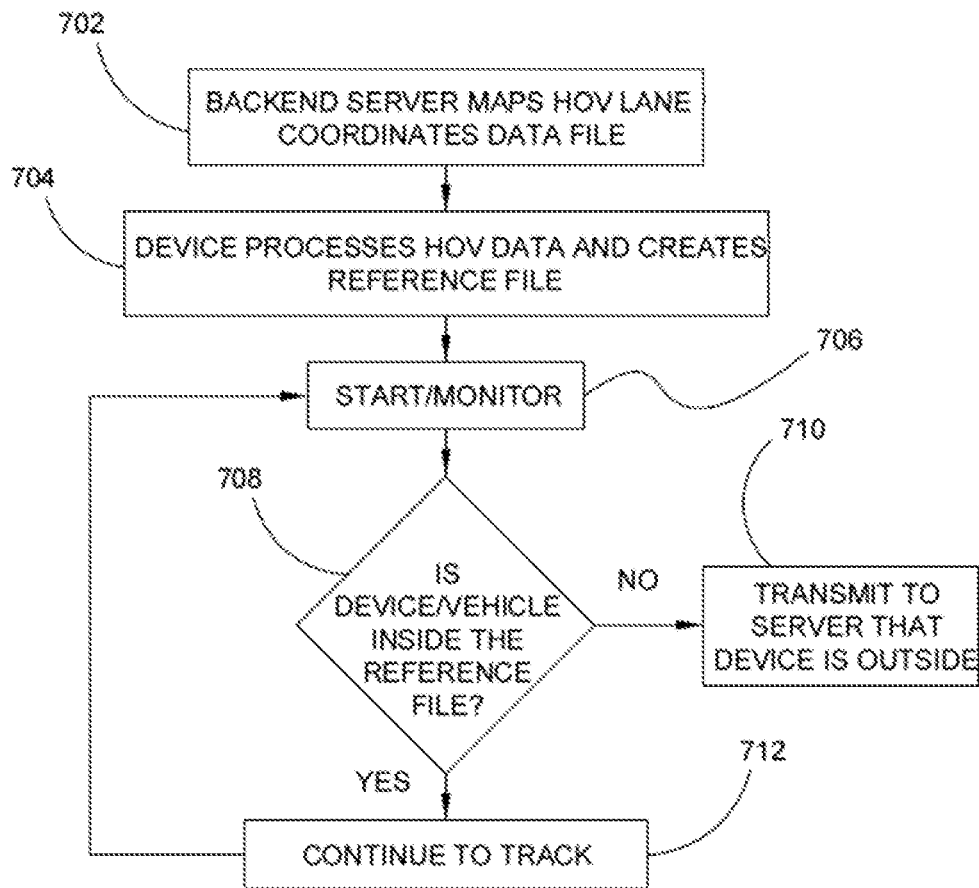 702
BACKEND SERVER MAPS HOV LANE
COORDINATES DATA FILE
704
DEVICE PROCESSES HOV DATA AND CREATES
REFERENCE FILE
706
START/MONITOR
708
710
IS
DEVICE/VEHICLE
INSIDE THE
REFERENCE
FILE?
NO
TRANSMIT TO
SERVER THAT
DEVICE IS OUTSIDE
YES
712
CONTINUE TO TRACK